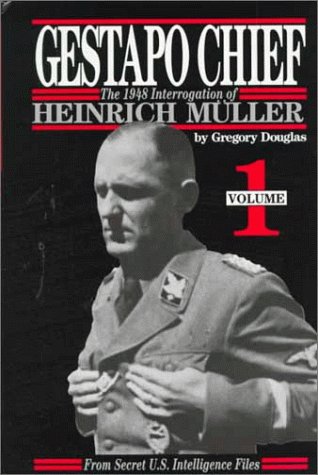 GESTAPO CHIEF
The 1948 Interrogation of
HEINRICH MÜLLER
by Gregory Douglas
1
VOLUME
From Secret U.S. Intelligence Files